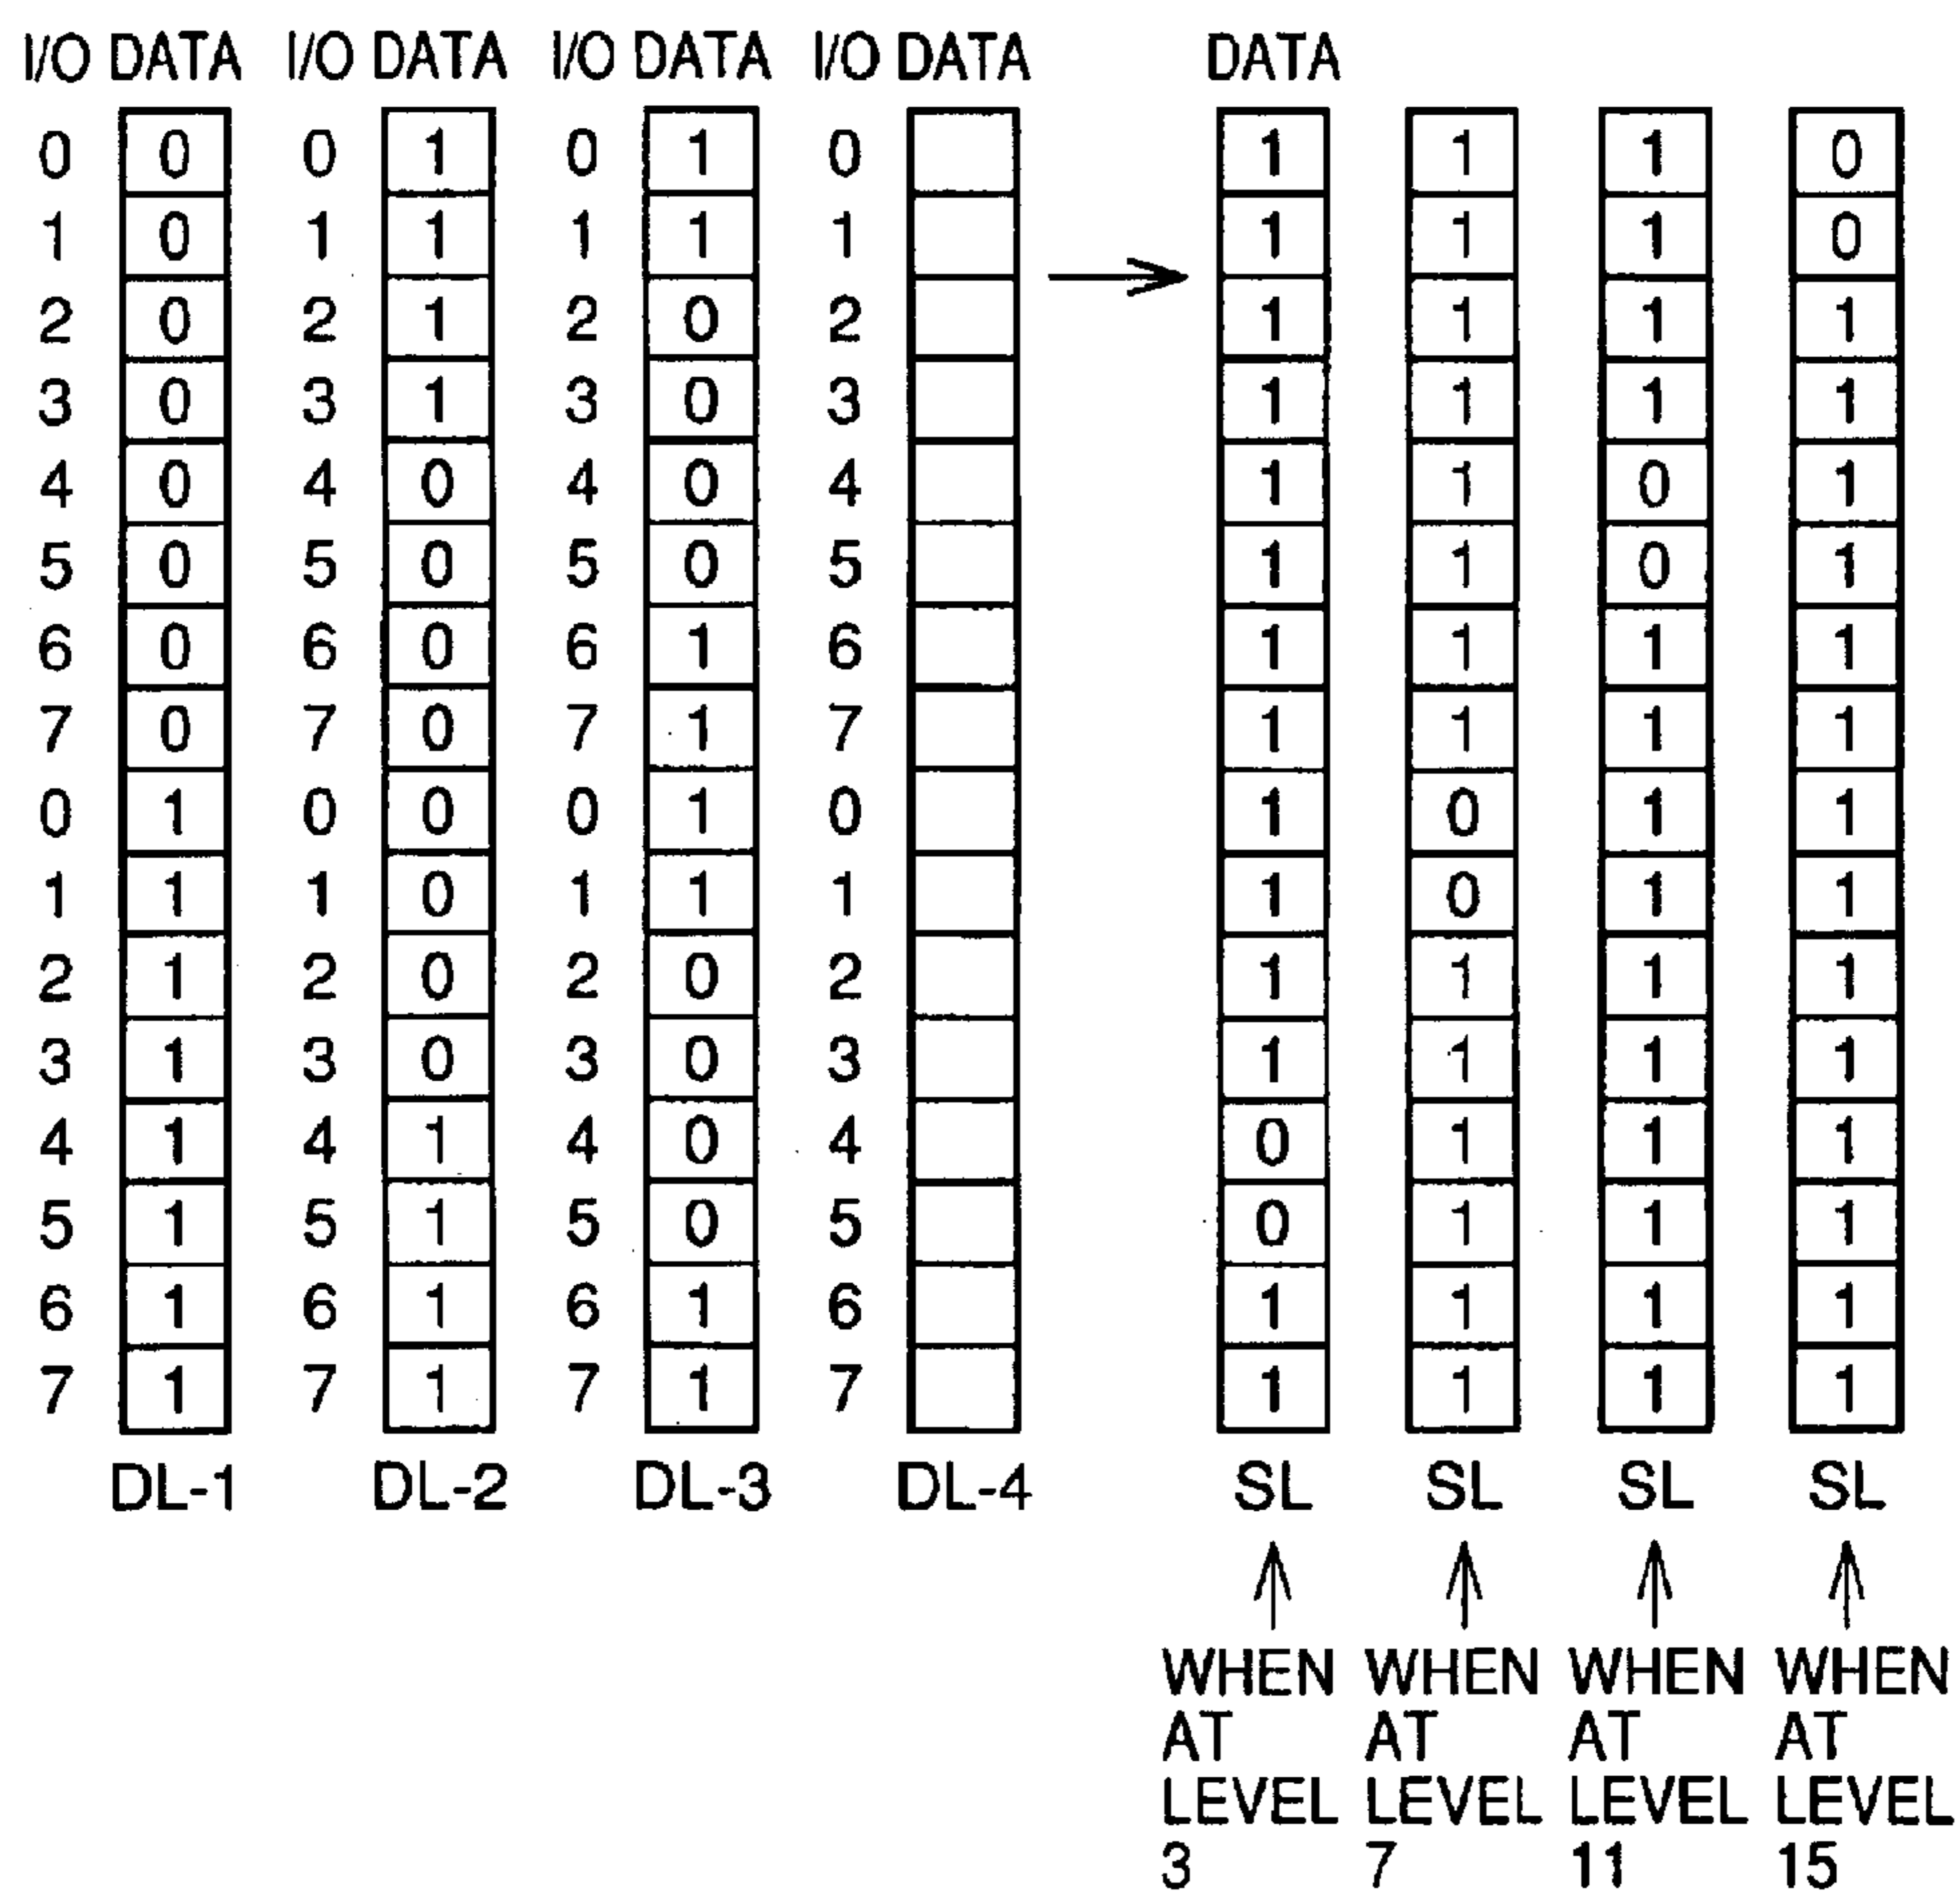 I/O DATA I/O DATA I/O DATA I/O DATA DATA
0 0 0 1 0 1 0 1 1 1 0
1 0 1 1 1 1 1 1 1 1 0
2 0 2 1 2 0 2 1 1 1 1
3 0 3 1 3 0 3 1 1 1 1
4 0 4 0 4 0 4 1 1 0 1
5 0 5 0 5 0 5 1 1 0 1
6 0 6 0 6 1 6 1 1 1 1
7 0 7 0 7 1 7 1 1 1 1
0 1 0 0 0 1 0 1 0 1 1
1 1 1 0 1 1 1 1 0 1 1
2 1 2 0 2 0 2 1 1 1 1
3 1 3 0 3 0 3 1 1 1 1
4 1 4 1 4 0 4 0 1 1 1
5 1 5 1 5 0 5 0 1 1 1
6 1 6 1 6 1 6 1 1 1 1
7 1 7 1 7 1 7 1 1 1 1
DL-1 DL-2 DL-3 DL-4 SL SL SL SL
WHEN WHEN WHEN WHEN
AT AT AT AT
LEVEL LEVEL LEVEL LEVEL
3 7 11 15